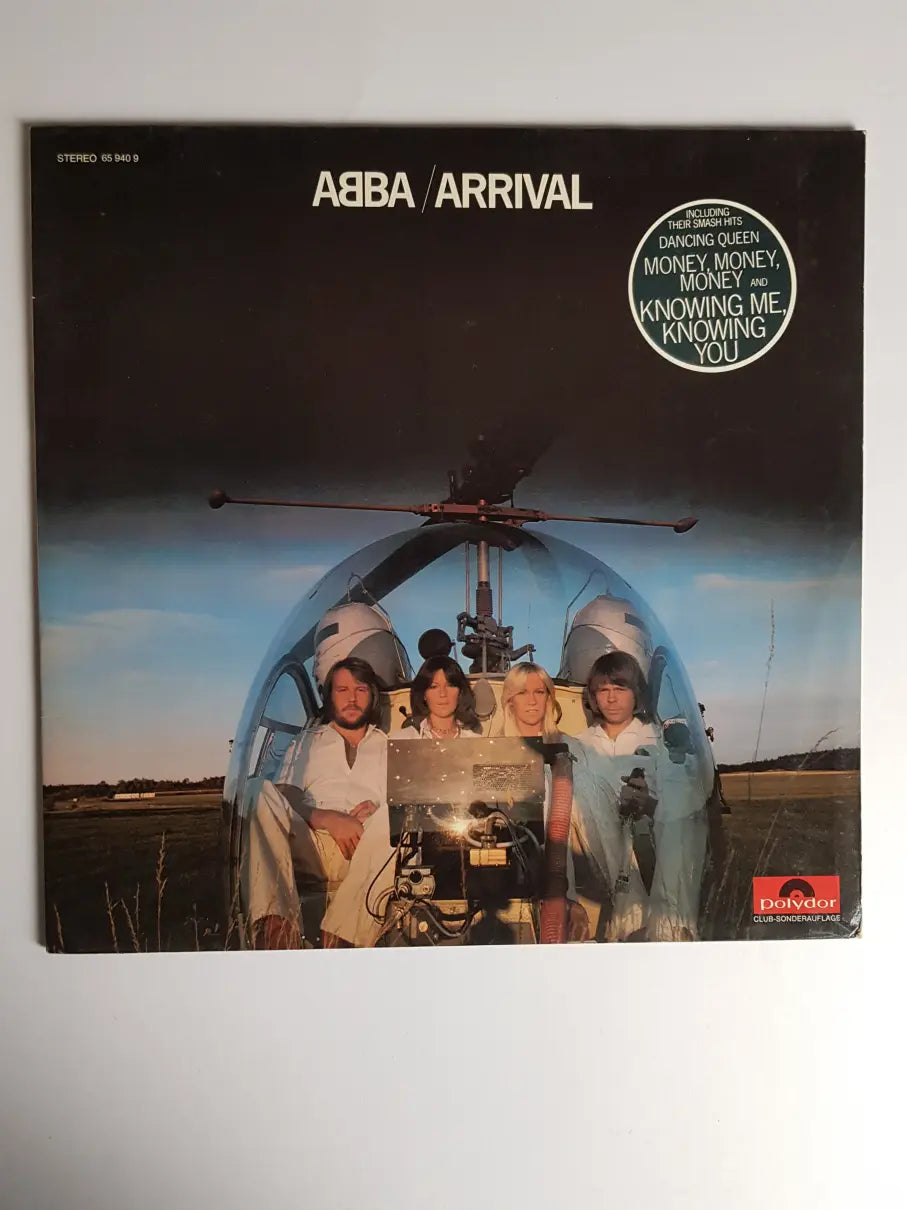 STEREO 65 940 9
ABBA/ARRIVAL
INCLUDING
THEIR SMASH HITS
DANCING QUEEN
MONEY, MONEY,
MONEY AND
KNOWING ME,
KNOWING
YOU
polydor
CLUB-SONDERAUFLAGE